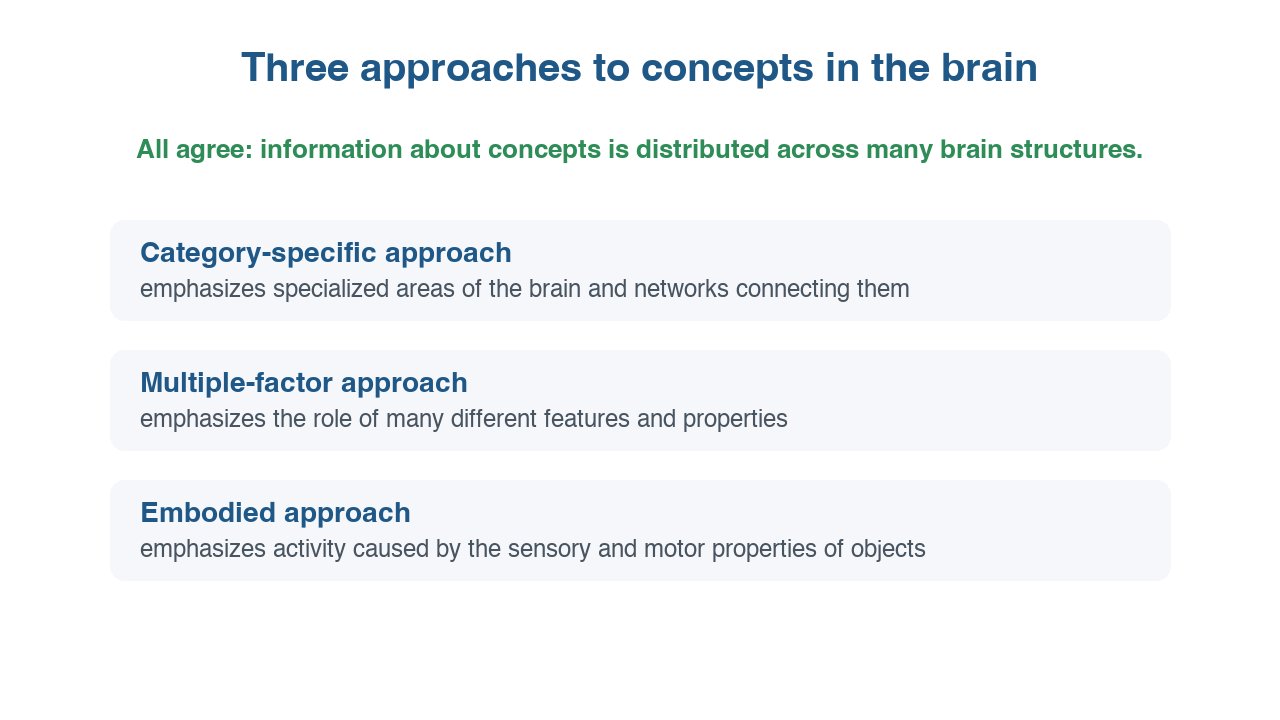 Three approaches to concepts in the brain
All agree: information about concepts is distributed across many brain structures.
Category-specific approach
emphasizes specialized areas of the brain and networks connecting them
Multiple-factor approach
emphasizes the role of many different features and properties
Embodied approach
emphasizes activity caused by the sensory and motor properties of objects